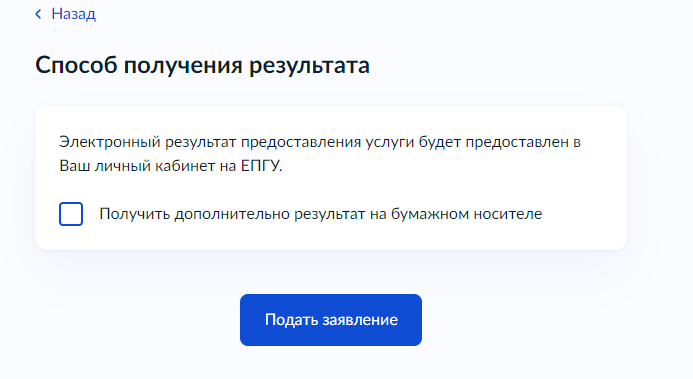 Назад
Способ получения результата
Электронный результат предоставления услуги будет предоставлен в
Ваш личный кабинет на ЕПГУ.
Получить дополнительно результат на бумажном носителе
Подать заявление